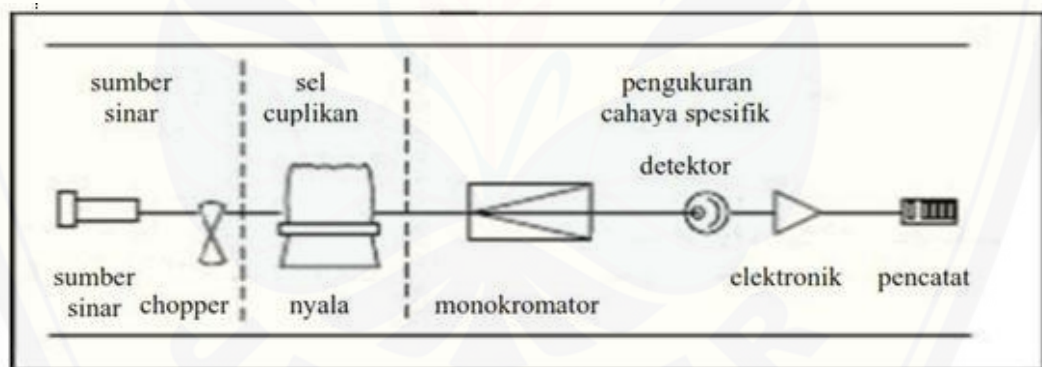 sumber
sinar
sel
cuplikan
pengukuran
cahaya spesifik
detektor
elektronik
pencatat
sumber
sinar
chopper
nyala
monokromator